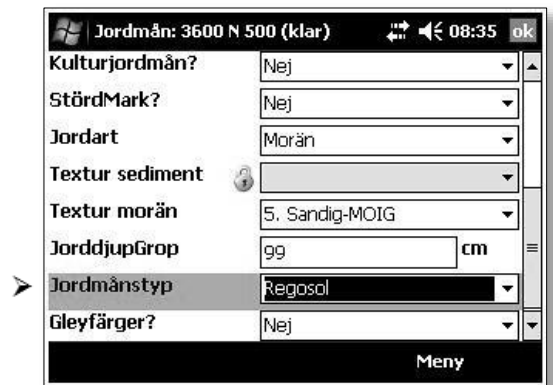 Jordmån: 3600 N 500 (klar) 08:35 ok
Kulturjordmån? Nej
StördMark? Nej
Jordart Morän
Textur sediment
Textur morän 5. Sandig-MOIG
JorddjupGrop 99 cm
Jordmånstyp Regosol
Gleyfärger? Nej
Meny